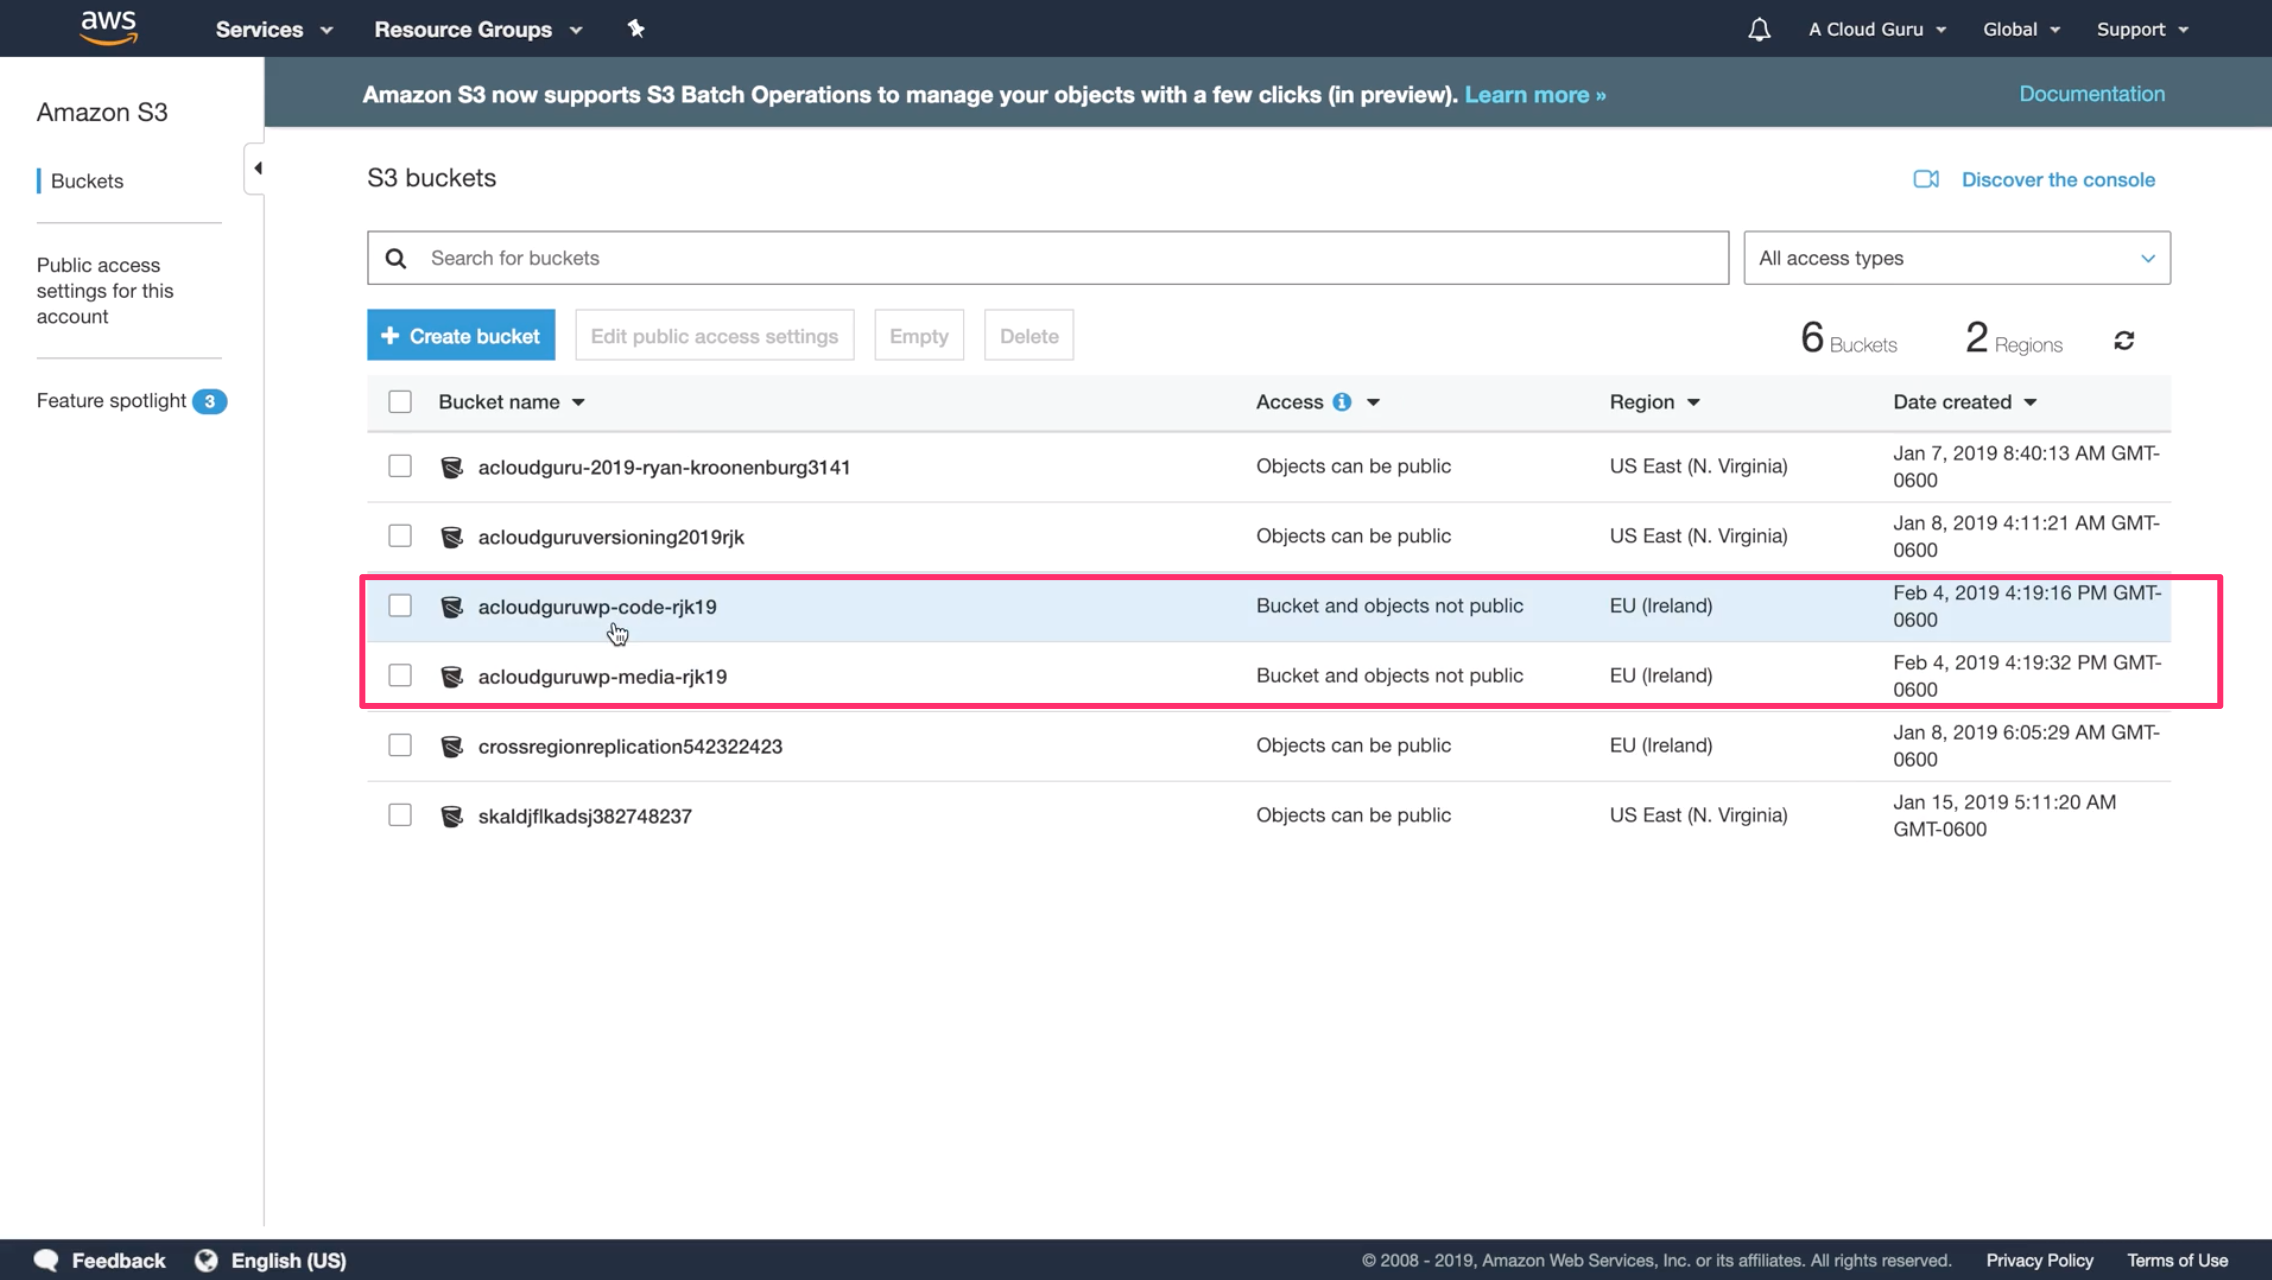 aws Services Resource Groups A Cloud Guru Global Support
Amazon S3 now supports S3 Batch Operations to manage your objects with a few clicks (in preview). Learn more » Documentation
Amazon S3
Buckets
Public access
settings for this
account
Feature spotlight 3
S3 buckets Discover the console
Search for buckets All access types
+ Create bucket Edit public access settings Empty Delete 6 Buckets 2 Regions
Bucket name Access Region Date created
acloudguru-2019-ryan-kroonenburg3141 Objects can be public US East (N. Virginia) Jan 7, 2019 8:40:13 AM GMT-
0600
acloudguruversioning2019rjk Objects can be public US East (N. Virginia) Jan 8, 2019 4:11:21 AM GMT-
0600
acloudguruwp-code-rjk19 Bucket and objects not public EU (Ireland) Feb 4, 2019 4:19:16 PM GMT-
0600
acloudguruwp-media-rjk19 Bucket and objects not public EU (Ireland) Feb 4, 2019 4:19:32 PM GMT-
0600
crossregionreplication542322423 Objects can be public EU (Ireland) Jan 8, 2019 6:05:29 AM GMT-
0600
skaldjflkadsj382748237 Objects can be public US East (N. Virginia) Jan 15, 2019 5:11:20 AM
GMT-0600
Feedback English (US) © 2008 - 2019, Amazon Web Services, Inc. or its affiliates. All rights reserved. Privacy Policy Terms of Use